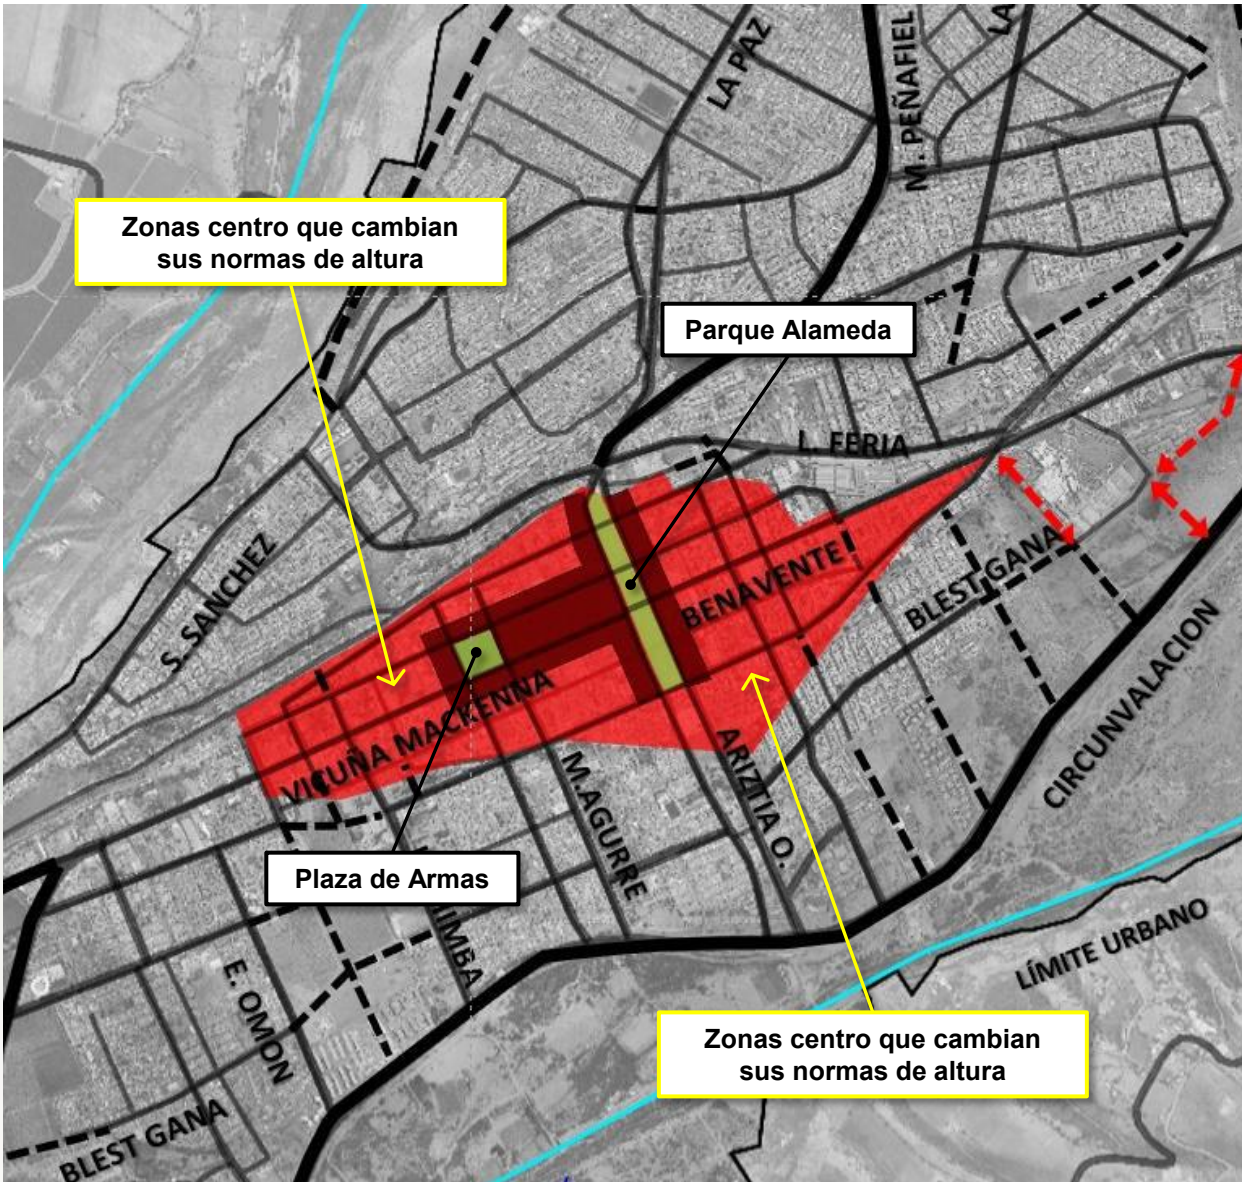 LA PAZ
M. PEÑAFIEL
LA
Zonas centro que cambian
sus normas de altura
Parque Alameda
L. FERIA
S. SANCHEZ
BENAVENTE
BLEST GANA
VICUÑA MACKENNA
CIRCUNVALACION
M.AGURRE
ARIZTIA O.
Plaza de Armas
LÍMITE URBANO
E. OMON
Zonas centro que cambian
sus normas de altura
BLEST GANA